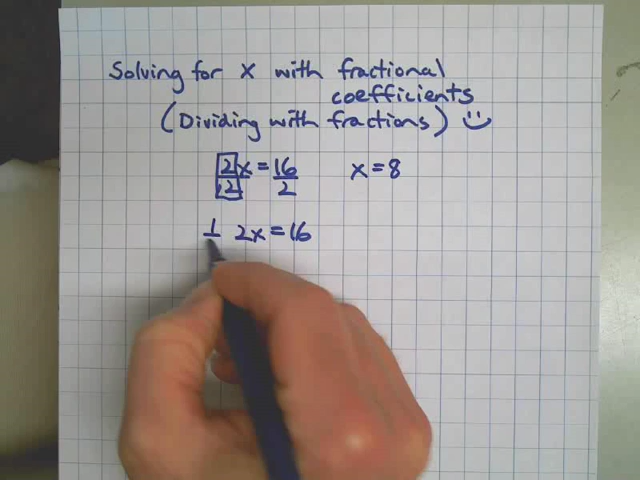 Solving for x with fractional
coefficients
(Dividing with fractions) :)
2x/2 = 16/2 x = 8
1/ 2x = 16